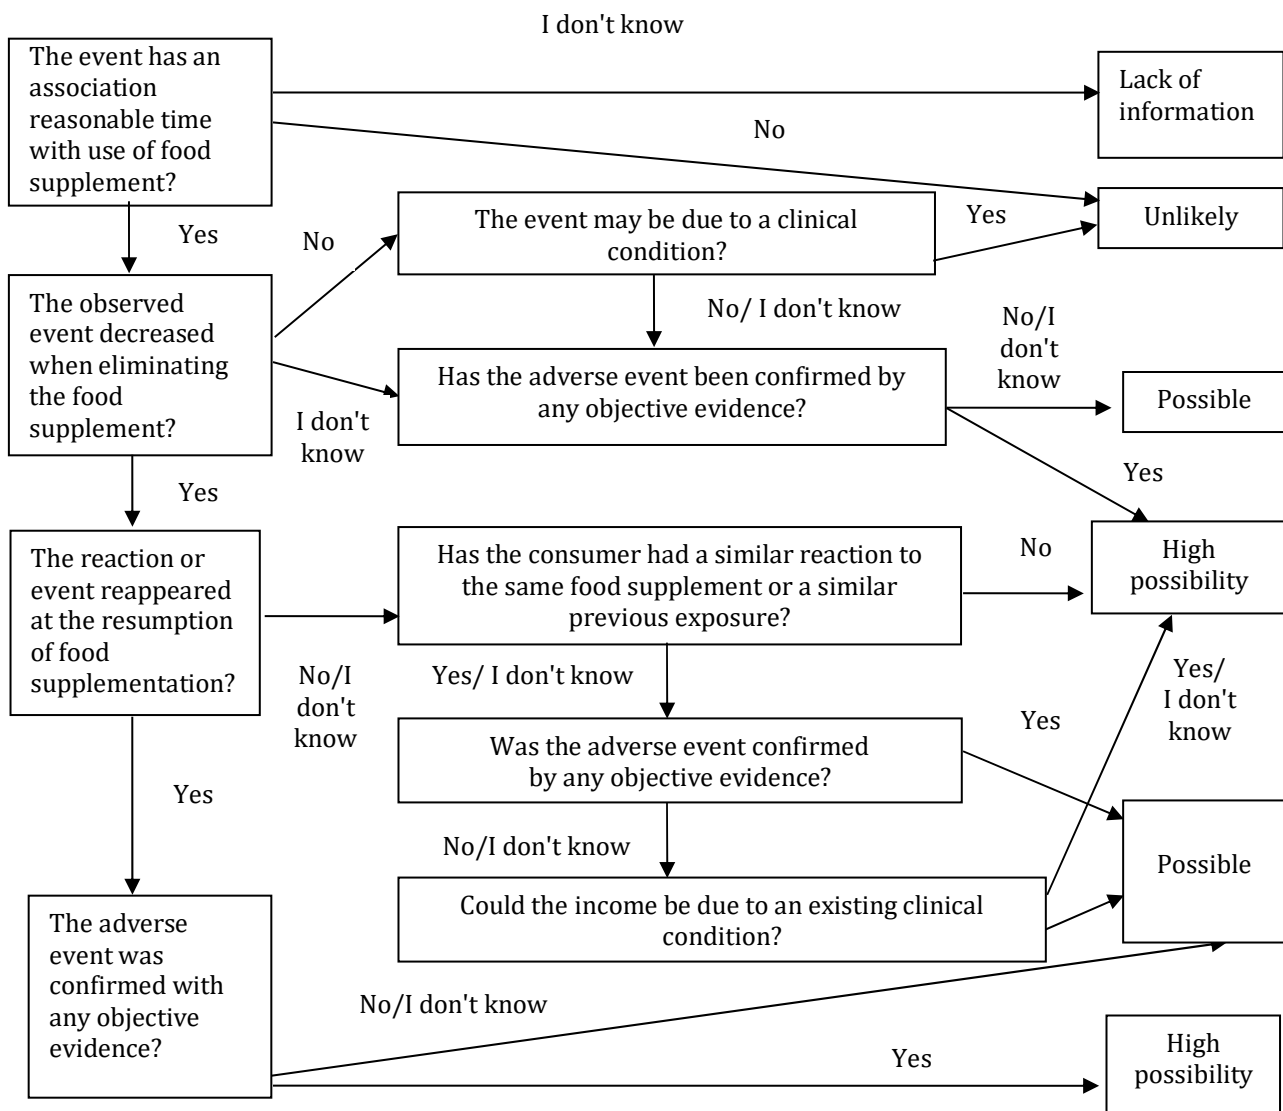 I don't know
The event has an
association
reasonable time
with use of food
supplement?
Lack of
information
No
Yes
No
The event may be due to a clinical
condition?
Yes
Unlikely
The observed
event decreased
when eliminating
the food
supplement?
No/ I don't know
No/I
don't
know
I don't
know
Has the adverse event been confirmed by
any objective evidence?
Possible
Yes
Yes
The reaction or
event reappeared
at the resumption
of food
supplementation?
No/I
don't
know
Has the consumer had a similar reaction to
the same food supplement or a similar
previous exposure?
No
High
possibility
Yes/ I don't know
Yes/
I don't
know
Was the adverse event confirmed
by any objective evidence?
Yes
Yes
No/I don't know
Could the income be due to an existing clinical
condition?
Possible
The adverse
event was
confirmed with
any objective
evidence?
No/I don't know
Yes
High
possibility